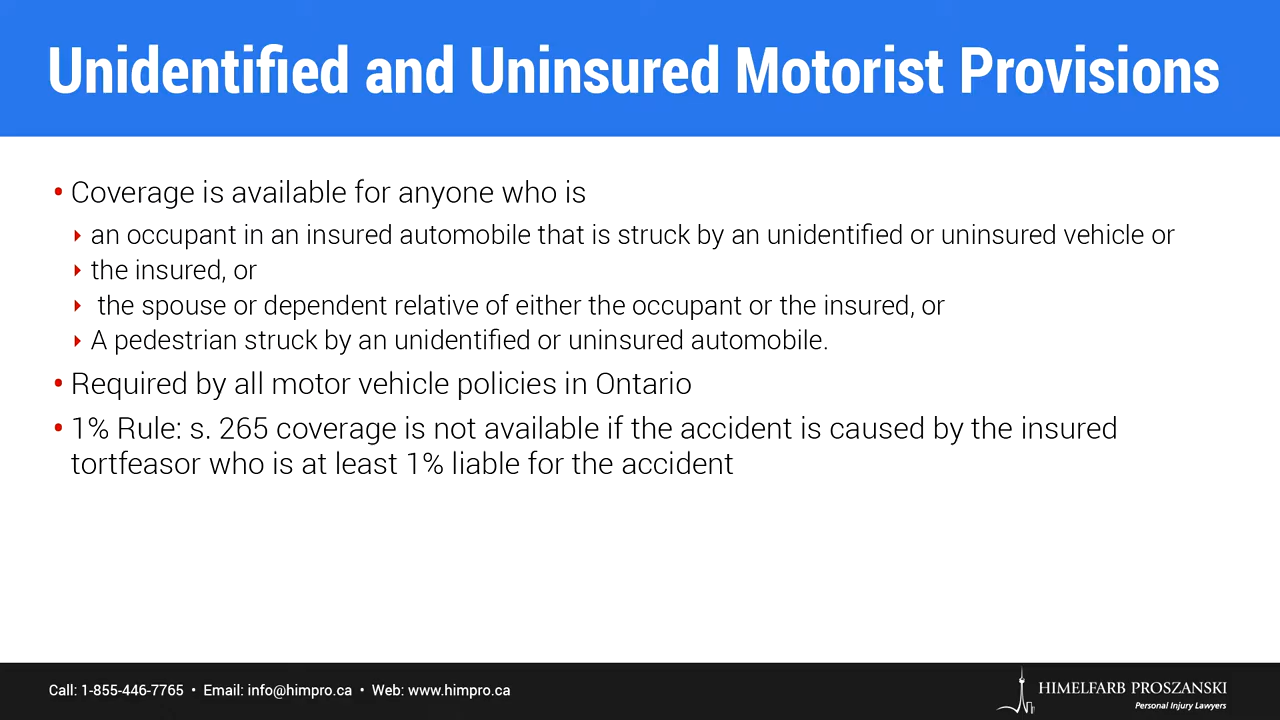 Unidentified and Uninsured Motorist Provisions
• Coverage is available for anyone who is
an occupant in an insured automobile that is struck by an unidentified or uninsured vehicle or
the insured, or
the spouse or dependent relative of either the occupant or the insured, or
A pedestrian struck by an unidentified or uninsured automobile.
• Required by all motor vehicle policies in Ontario
• 1% Rule: s. 265 coverage is not available if the accident is caused by the insured
tortfeasor who is at least 1% liable for the accident
Call: 1-855-446-7765 • Email: info@himpro.ca • Web: www.himpro.ca
HIMELFARB PROSZANSKI
Personal Injury Lawyers